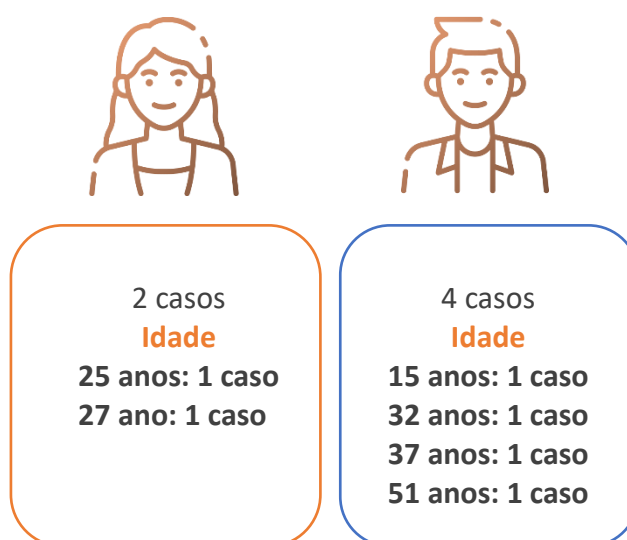 2 casos
Idade
25 anos: 1 caso
27 ano: 1 caso
4 casos
Idade
15 anos: 1 caso
32 anos: 1 caso
37 anos: 1 caso
51 anos: 1 caso